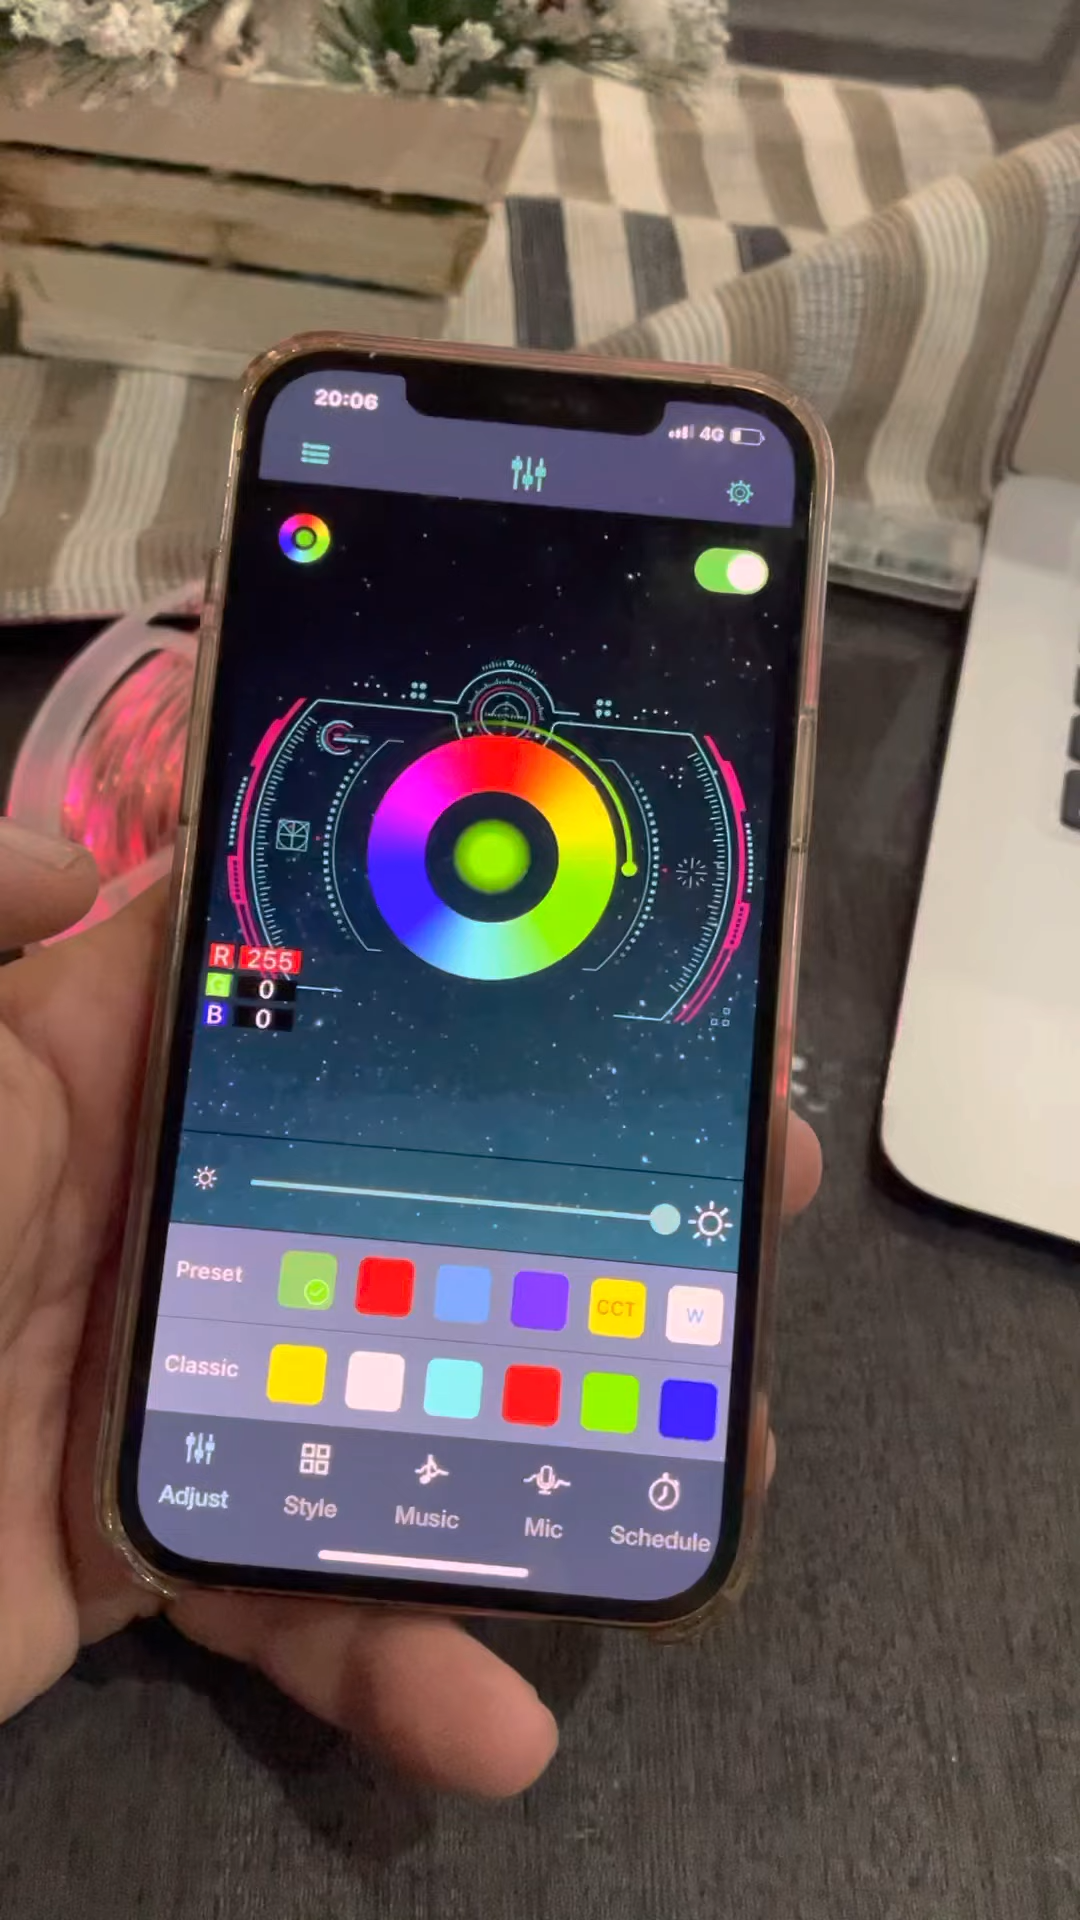 20:06
4G
R 255
G 0
B 0
Preset
CCT
W
Classic
Adjust
Style
Music
Mic
Schedule